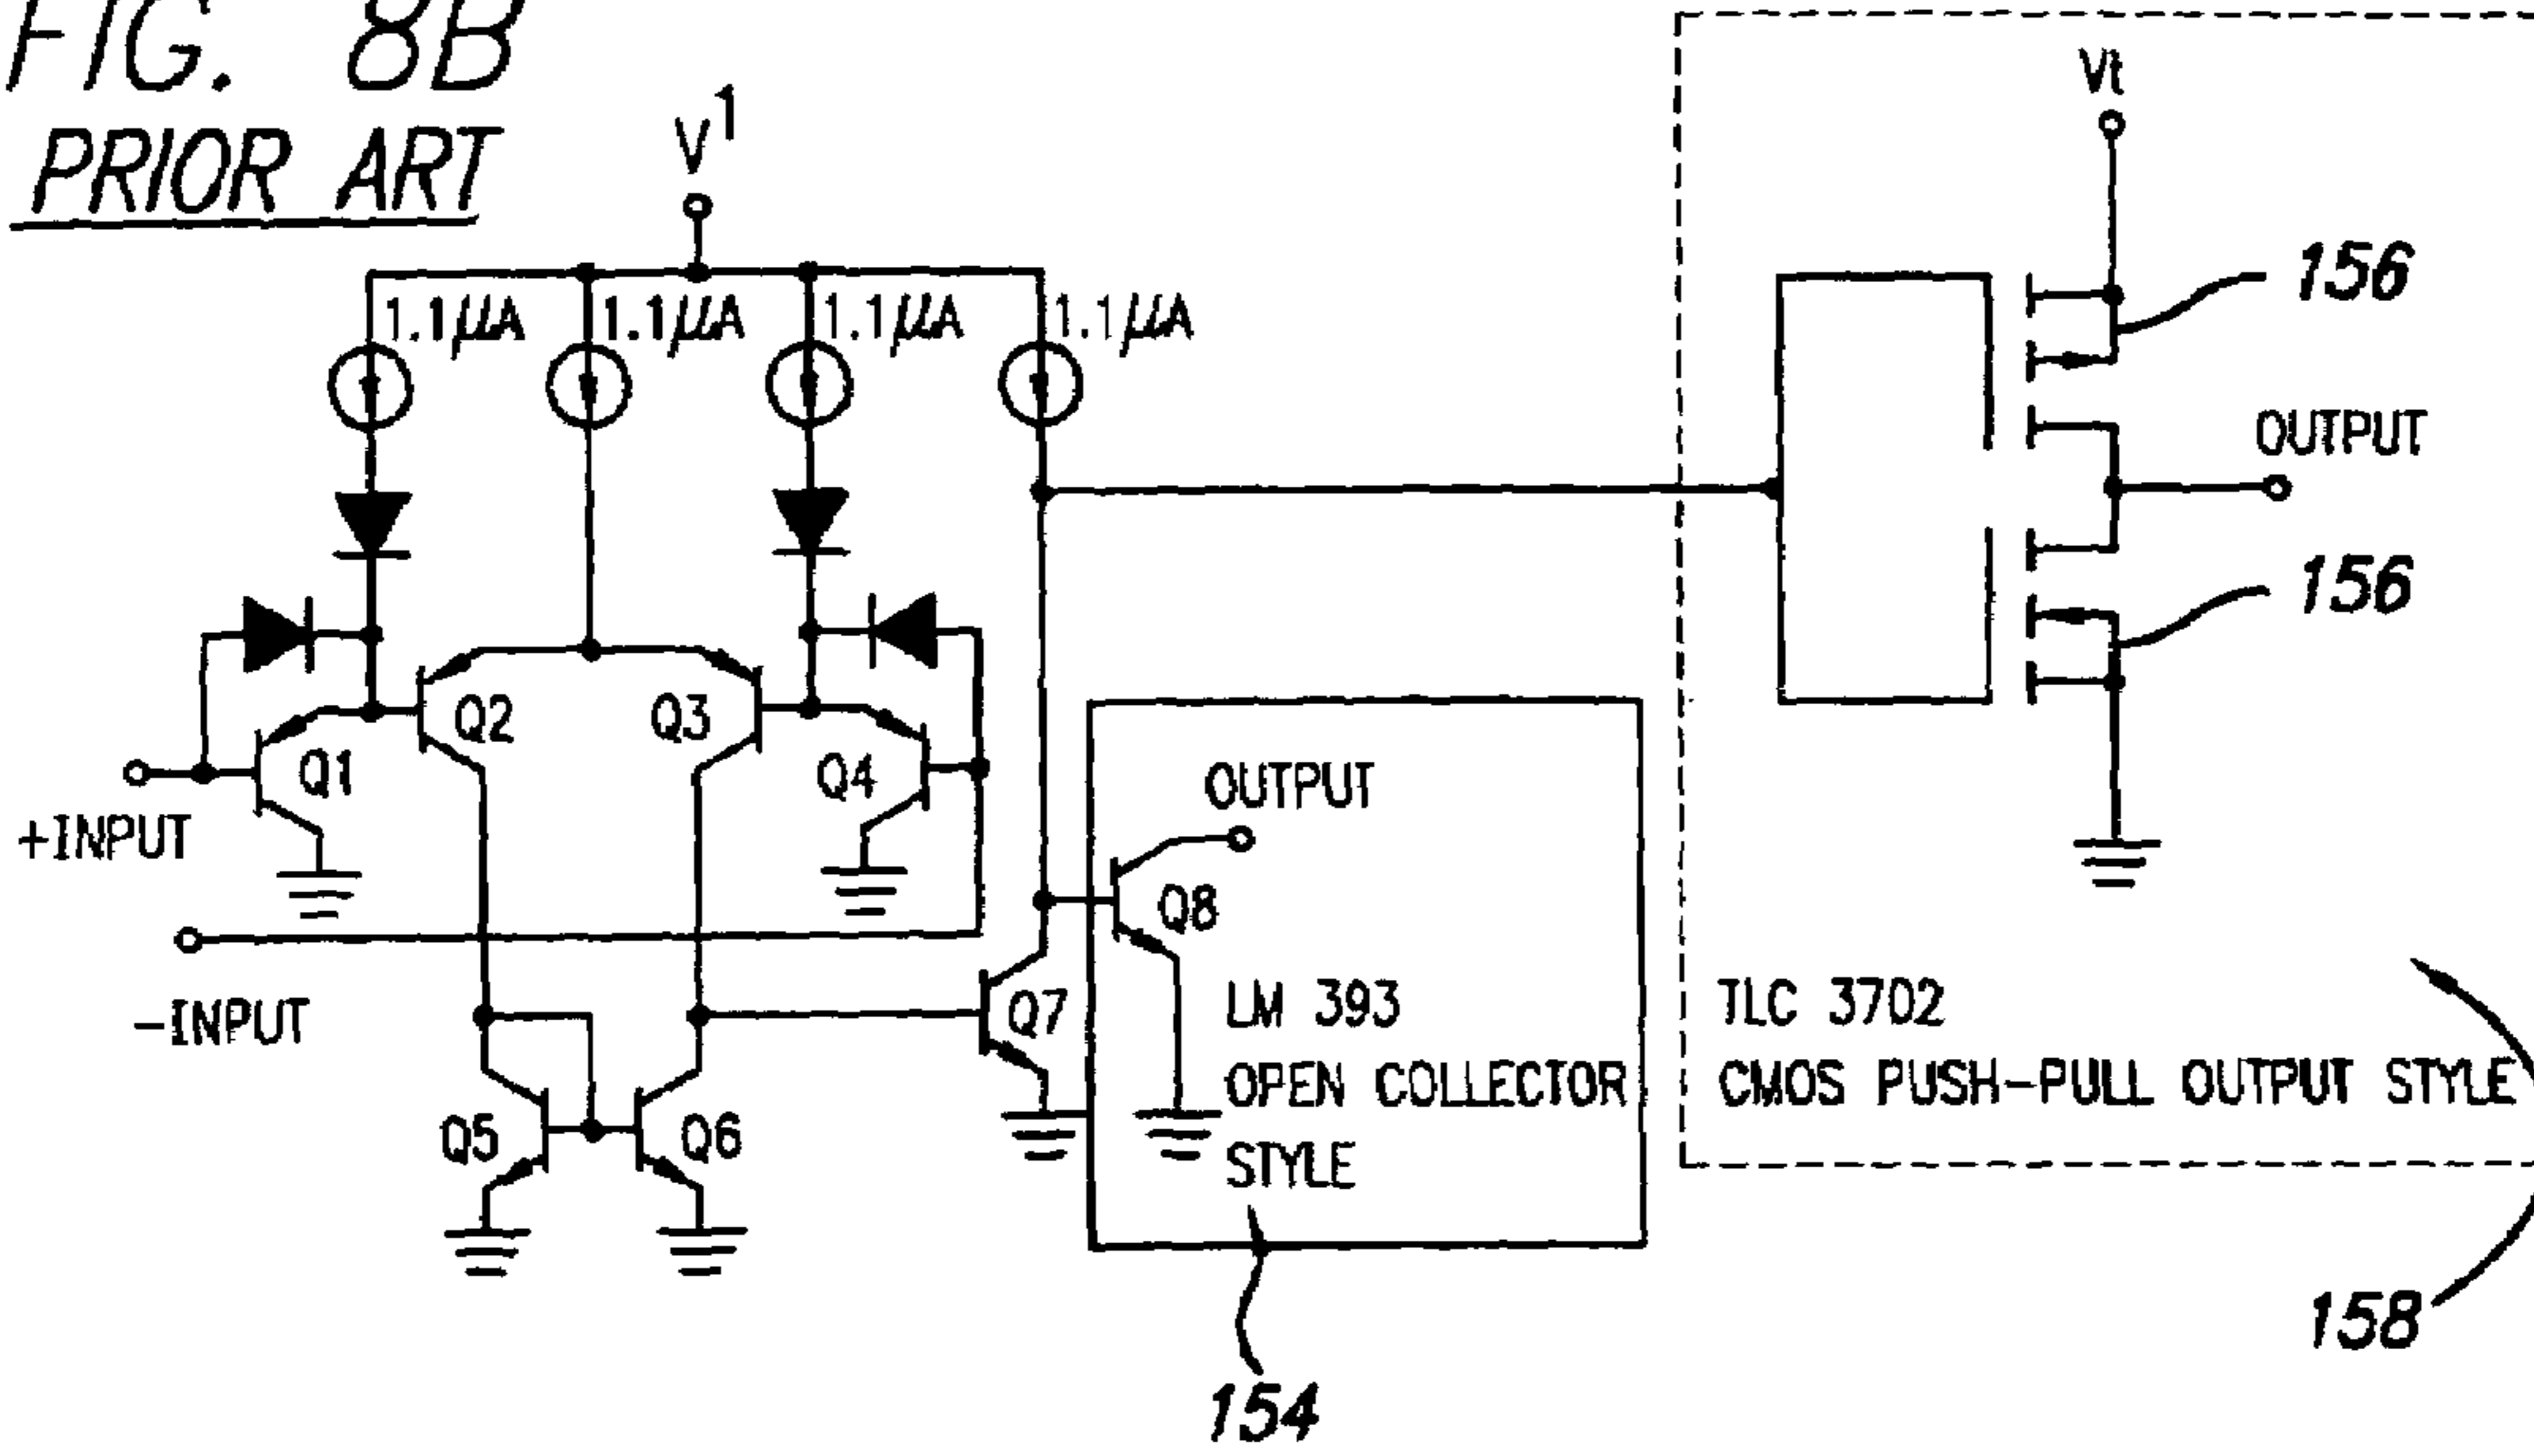 FIG. 8B
PRIOR ART
V1
Vt
1.1μA 1.1μA 1.1μA 1.1μA
156
OUTPUT
156
Q1
Q2
Q3
Q4
+INPUT
OUTPUT
Q8
-INPUT
Q7
LM 393
OPEN COLLECTOR
STYLE
TLC 3702
CMOS PUSH-PULL OUTPUT STYLE
Q5
Q6
158
154